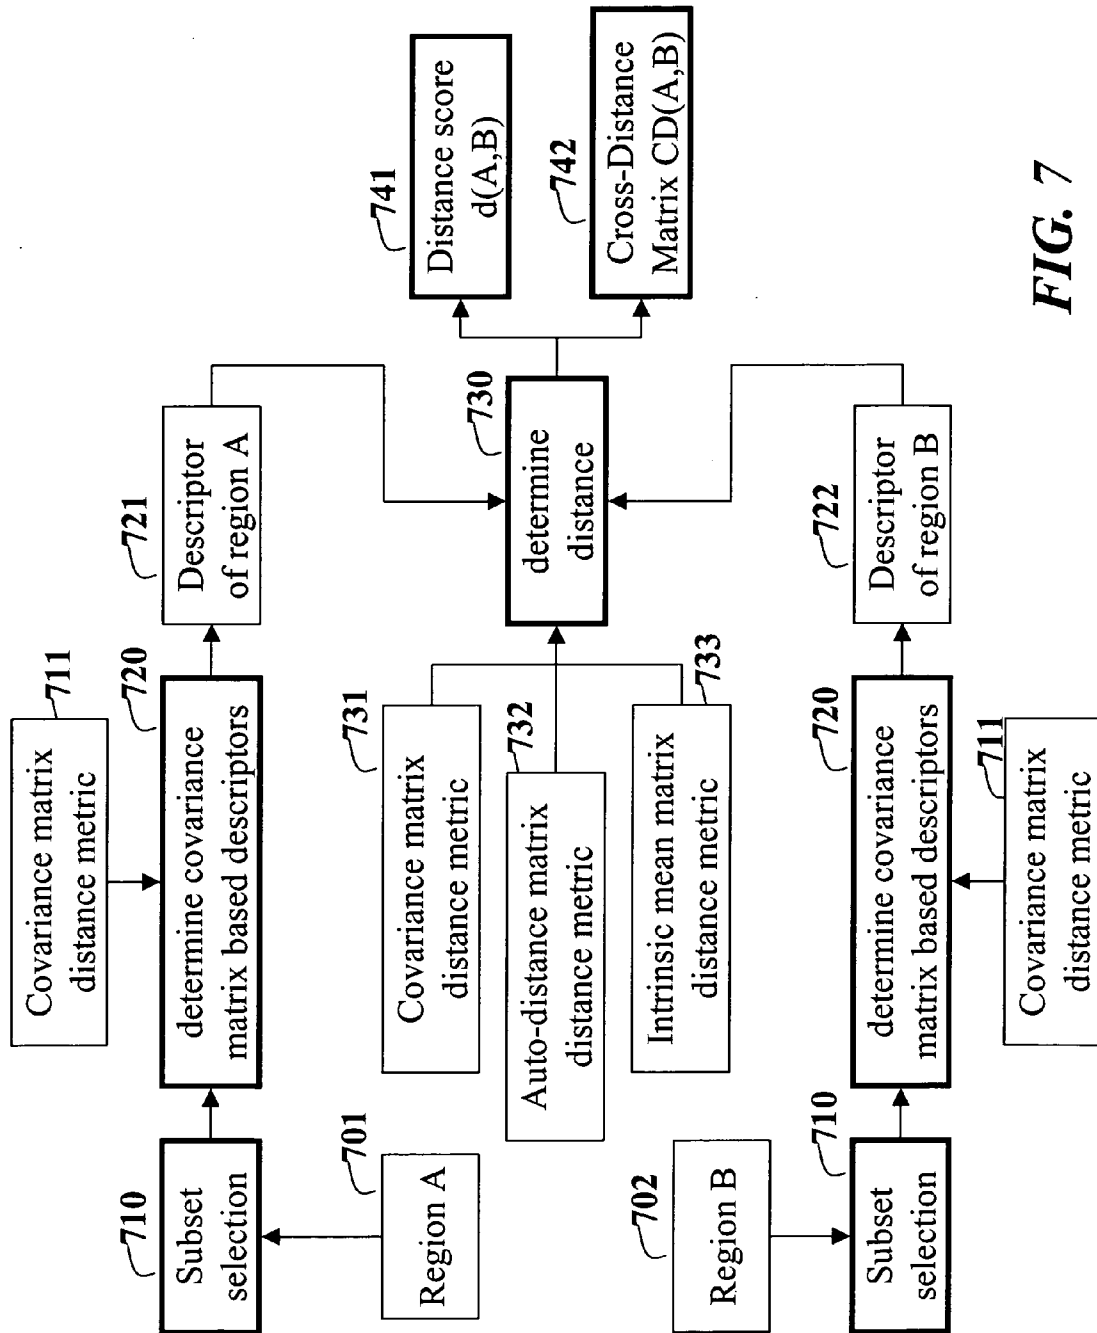 711
Covariance matrix
distance metric
710
Subset
selection
720
determine covariance
matrix based descriptors
721
Descriptor
of region A
701
Region A
731
Covariance matrix
distance metric
732
Auto-distance matrix
distance metric
733
Intrinsic mean matrix
distance metric
730
determine
distance
741
Distance score
d(A,B)
742
Cross-Distance
Matrix CD(A,B)
702
Region B
710
Subset
selection
720
determine covariance
matrix based descriptors
722
Descriptor
of region B
711
Covariance matrix
distance metric
FIG. 7